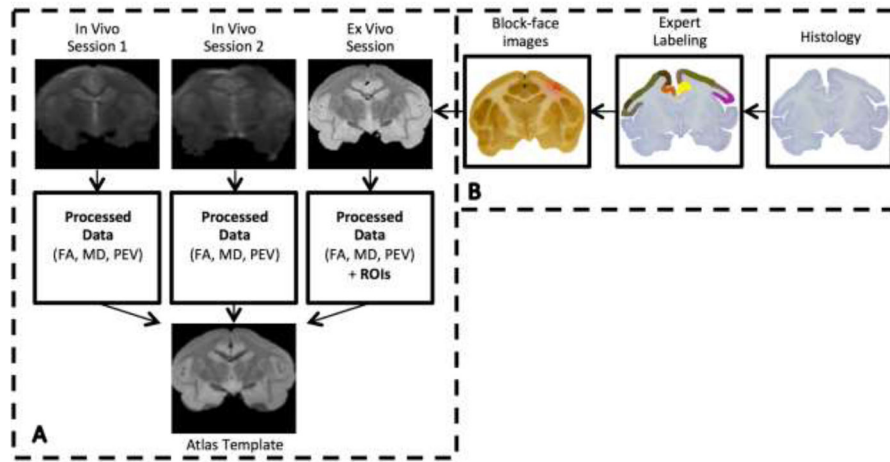 In Vivo
Session 1
In Vivo
Session 2
Ex Vivo
Session
Block-face
images
Expert
Labeling
Histology
B
Processed
Data
(FA, MD, PEV)
Processed
Data
(FA, MD, PEV)
Processed
Data
(FA, MD, PEV)
+ ROIs
A
Atlas Template